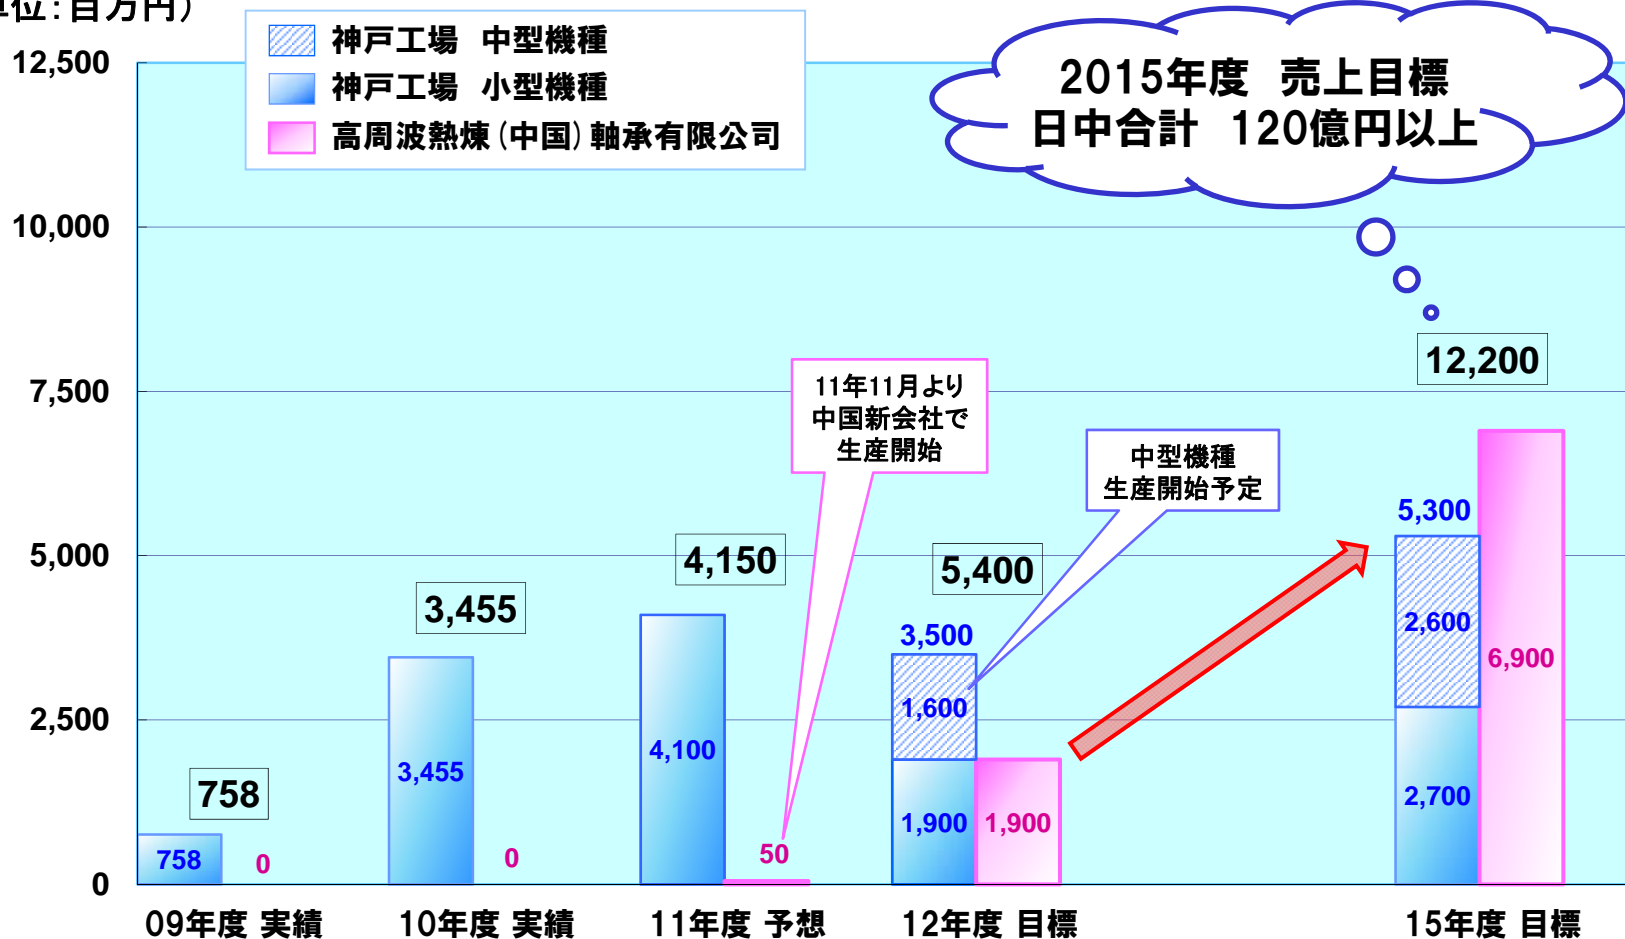 位：百万円）
神戸工場　中型機種
神戸工場　小型機種
高周波熱煉（中国）軸承有限公司
2015年度　売上目標
日中合計　120億円以上
12,500
10,000
7,500
5,000
2,500
0
12,200
11年11月より
中国新会社で
生産開始
中型機種
生産開始予定
5,300
4,150
5,400
3,455
3,500
2,600
6,900
1,600
4,100
3,455
758
2,700
1,900
1,900
758
0
0
50
09年度 実績
10年度 実績
11年度 予想
12年度 目標
15年度 目標